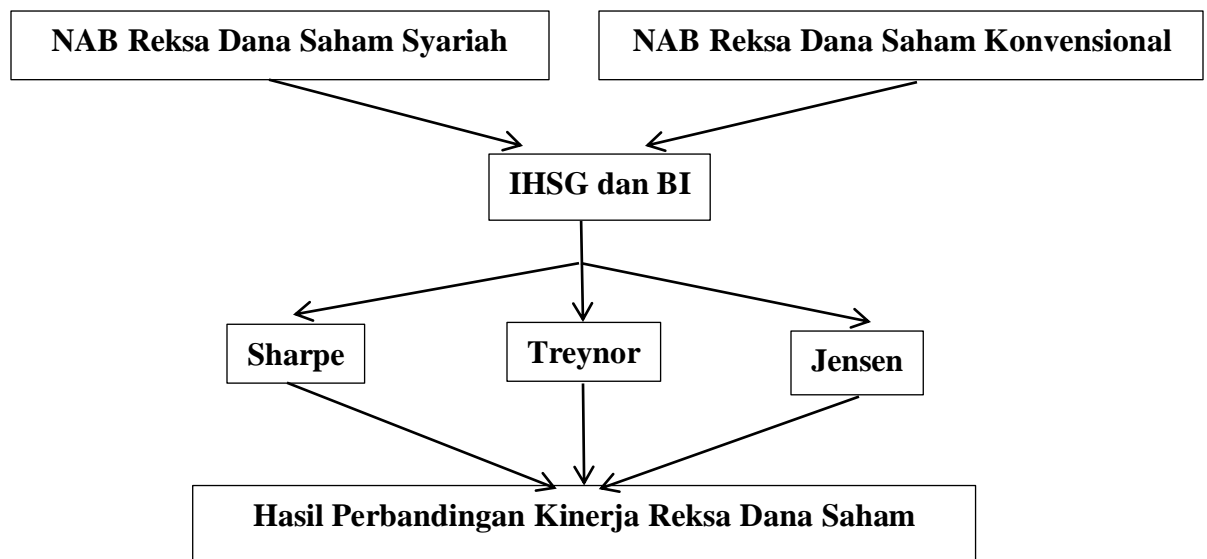 NAB Reksa Dana Saham Syariah
NAB Reksa Dana Saham Konvensional
IHSG dan BI
Sharpe
Treynor
Jensen
Hasil Perbandingan Kinerja Reksa Dana Saham